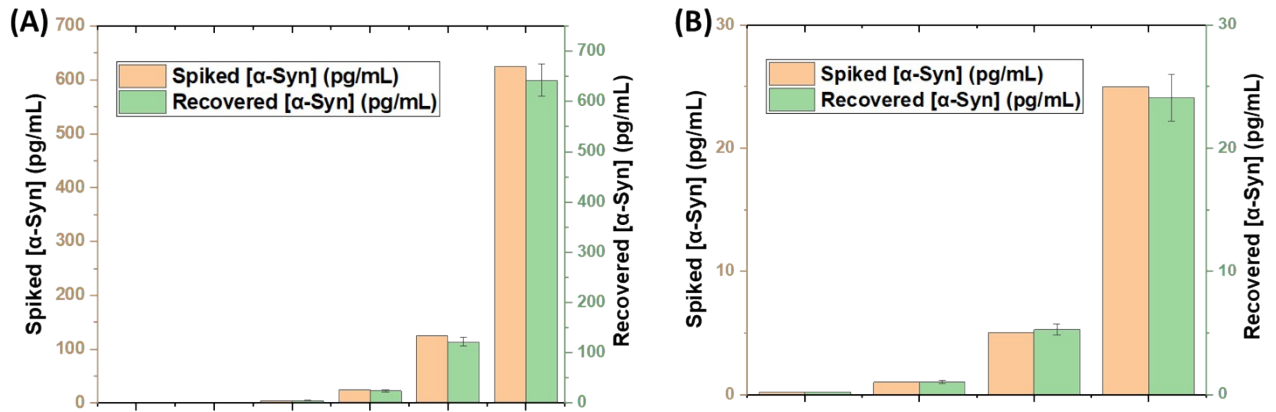 (A)
700
600
500
400
300
200
100
0
Spiked [α-Syn] (pg/mL)
Spiked [α-Syn] (pg/mL)
Recovered [α-Syn] (pg/mL)
700
600
500
400
300
200
100
0
Recovered [α-Syn] (pg/mL)
(B)
30
20
10
0
Spiked [α-Syn] (pg/mL)
Spiked [α-Syn] (pg/mL)
Recovered [α-Syn] (pg/mL)
30
20
10
0
Recovered [α-Syn] (pg/mL)